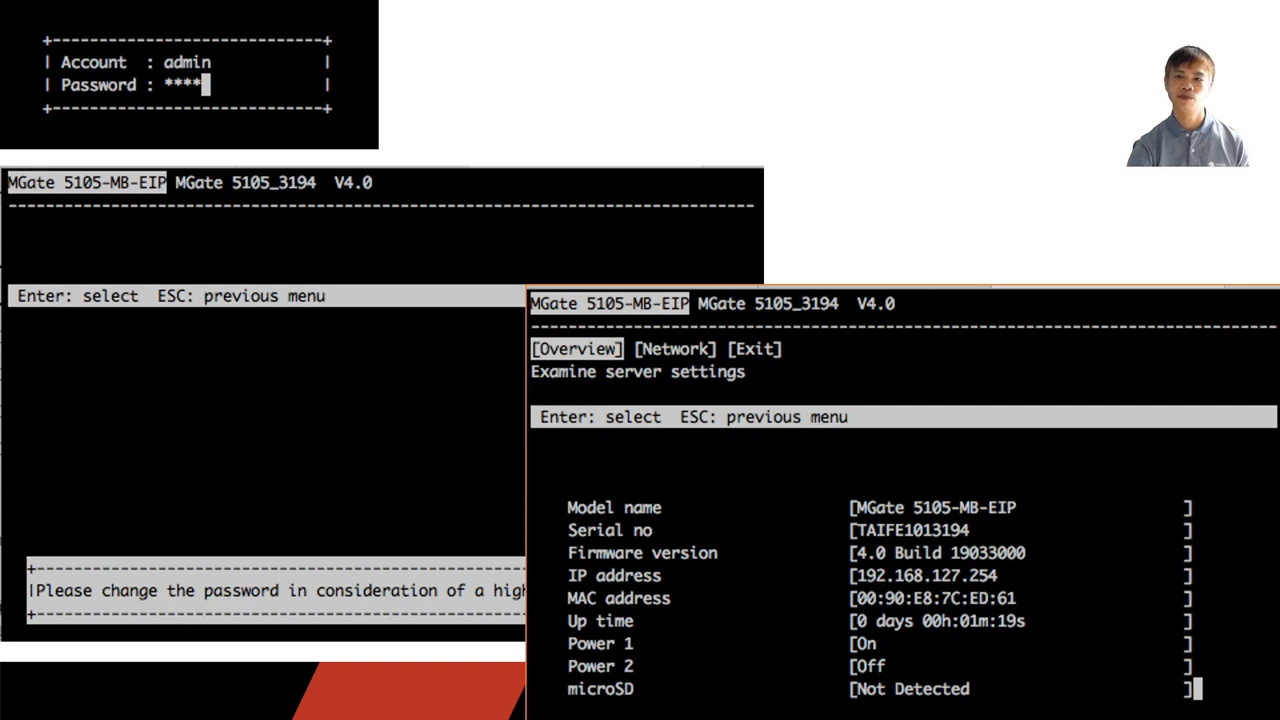 Account : admin
Password : ****
MGate 5105-MB-EIP MGate 5105_3194 V4.0
Enter: select ESC: previous menu
Please change the password in consideration of a hig
MGate 5105-MB-EIP MGate 5105_3194 V4.0
[Overview] [Network] [Exit]
Examine server settings
Enter: select ESC: previous menu
Model name [MGate 5105-MB-EIP ]
Serial no [TAIFE1013194 ]
Firmware version [4.0 Build 19033000 ]
IP address [192.168.127.254 ]
MAC address [00:90:E8:7C:ED:61 ]
Up time [0 days 00h:01m:19s ]
Power 1 [On ]
Power 2 [Off ]
microSD [Not Detected ]